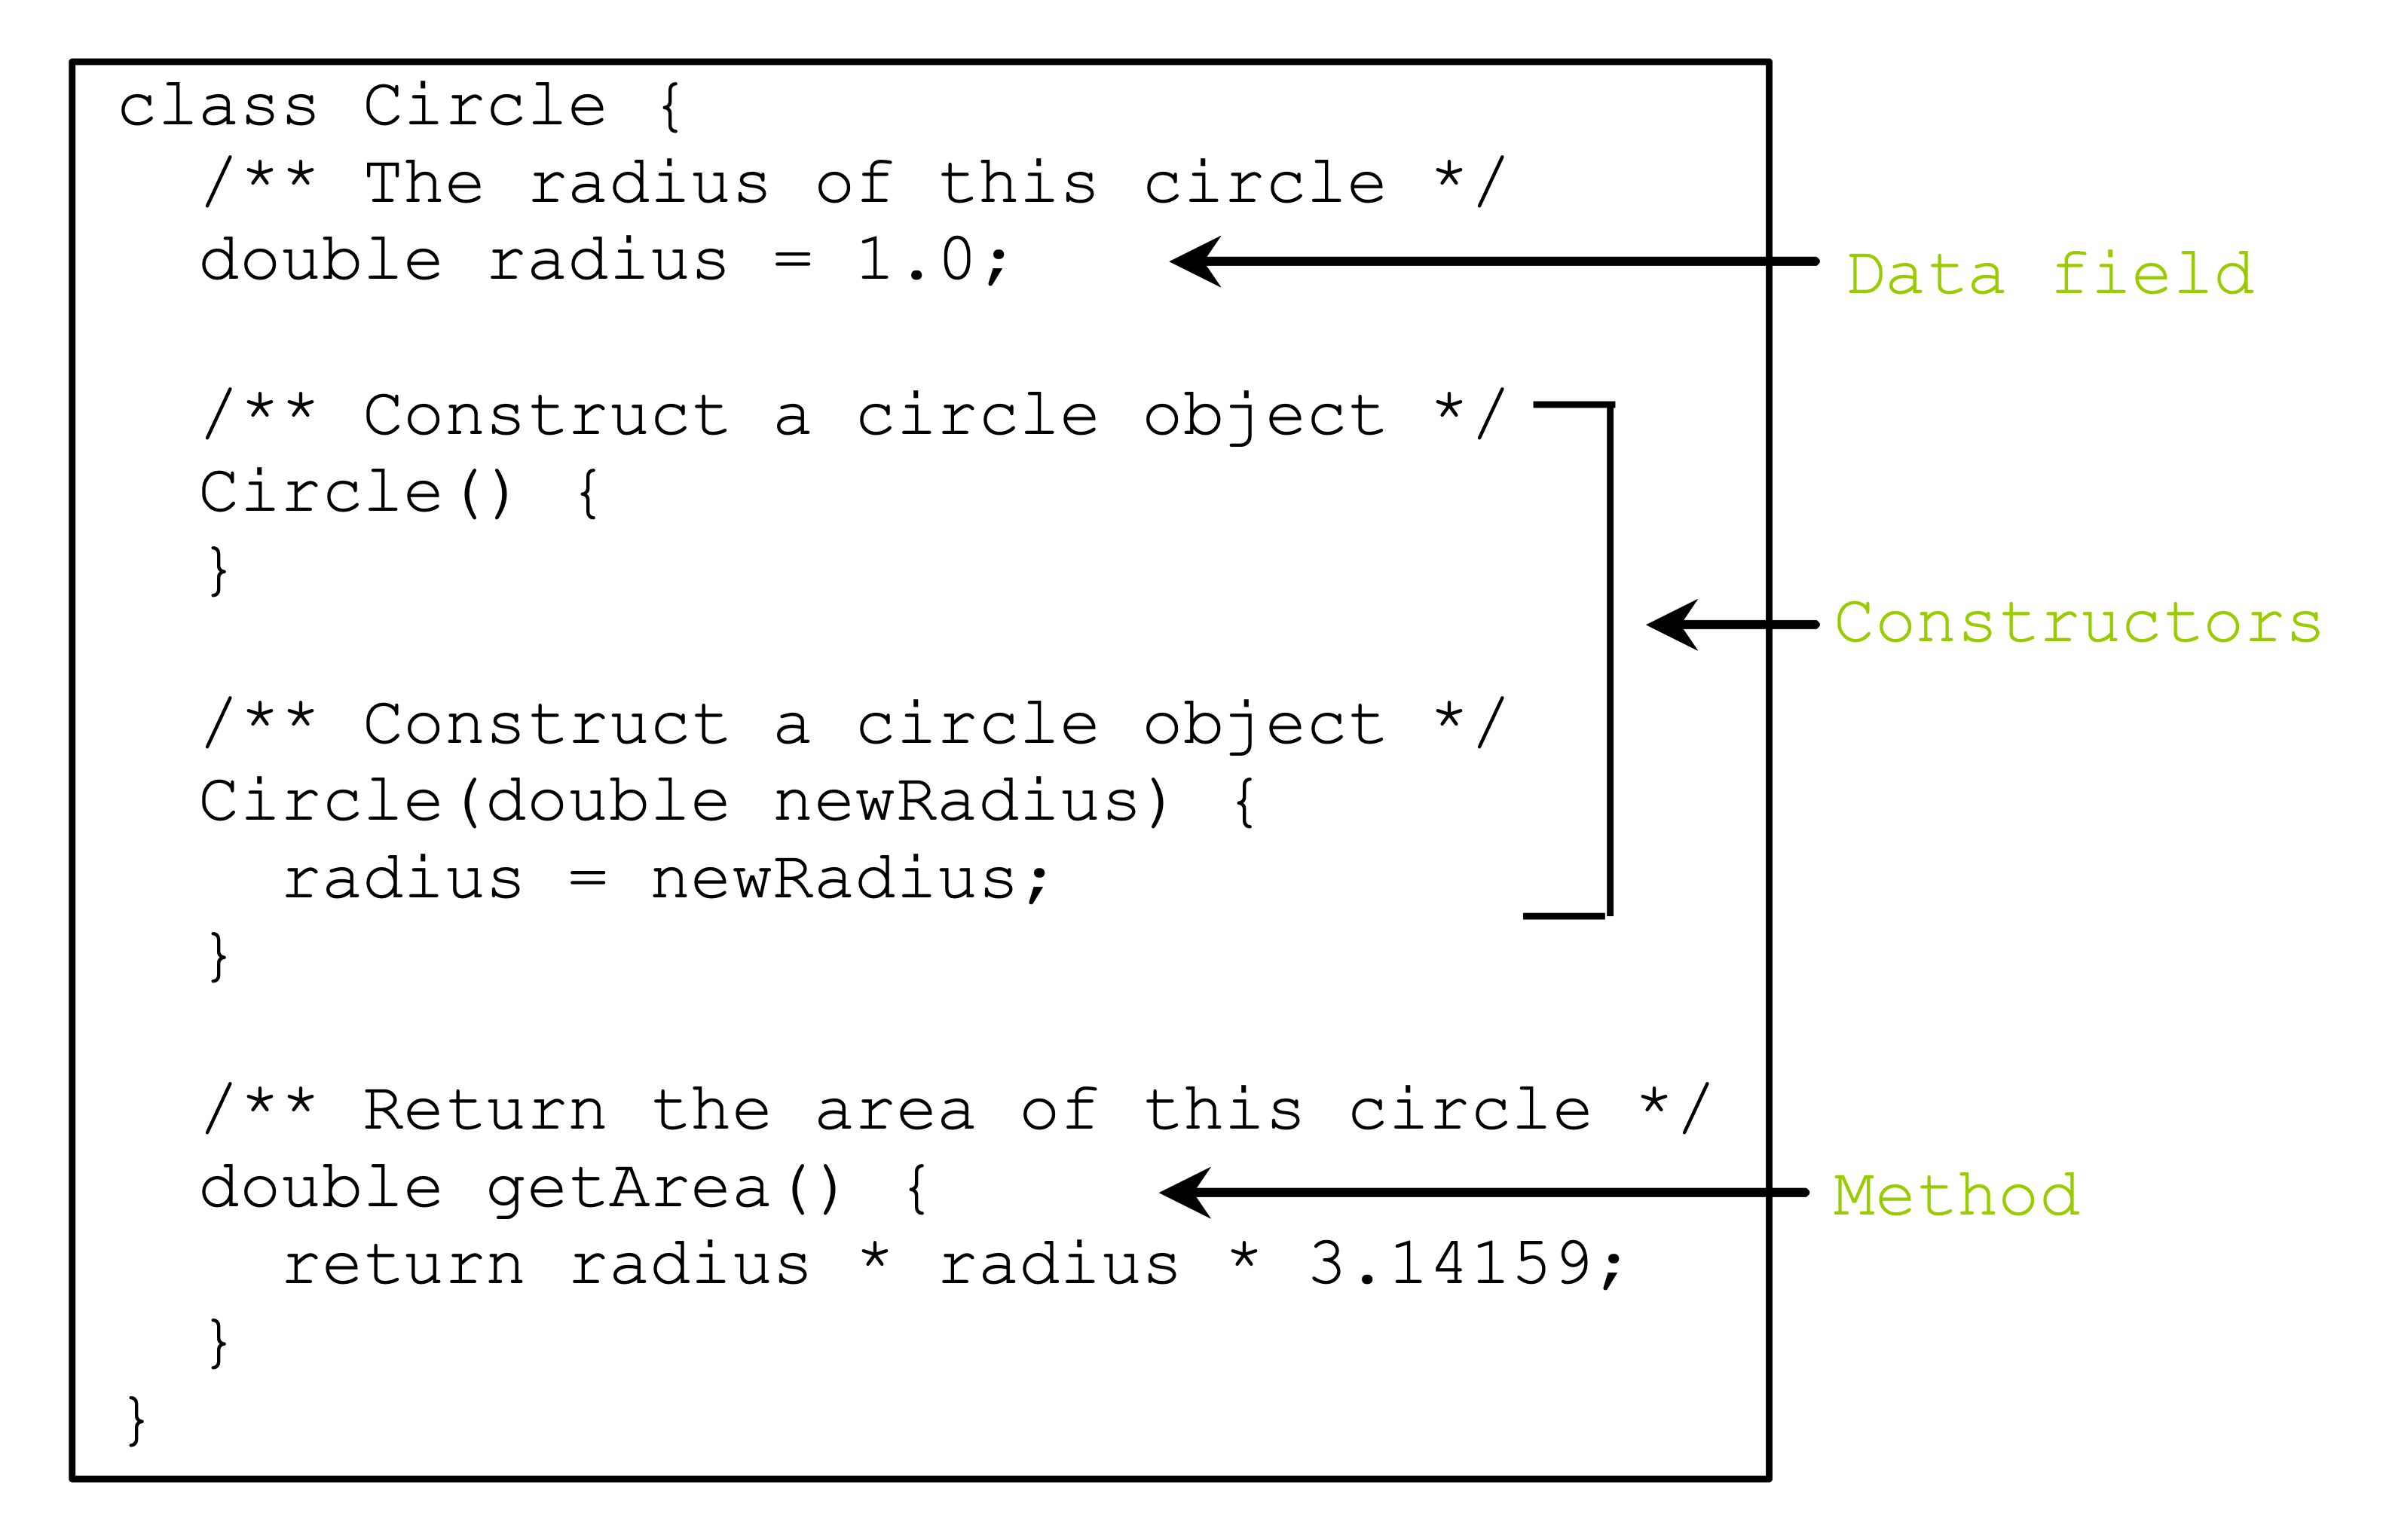 class Circle {
/** The radius of this circle */
double radius = 1.0;
Data field
/** Construct a circle object */
Circle() {
}
Constructors
/** Construct a circle object */
Circle(double newRadius) {
radius = newRadius;
}
/** Return the area of this circle */
double getArea() {
Method
return radius * radius * 3.14159;
}
}